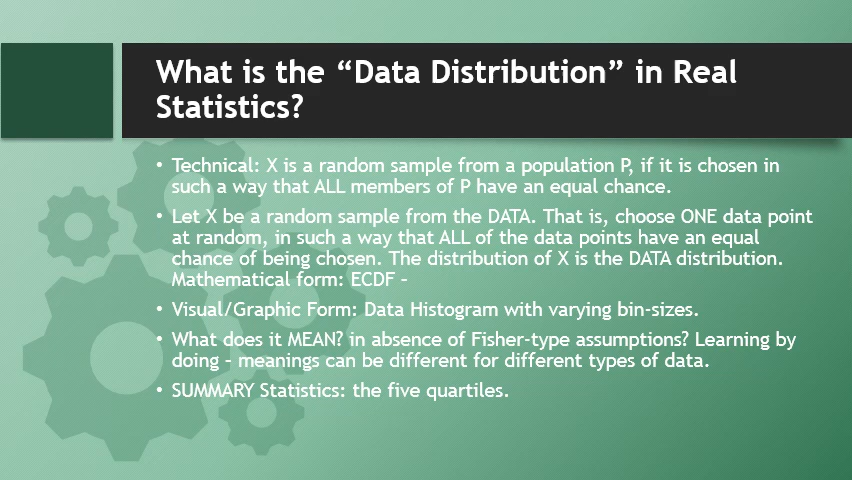 What is the “Data Distribution” in Real
Statistics?
• Technical: X is a random sample from a population P, if it is chosen in
such a way that ALL members of P have an equal chance.
• Let X be a random sample from the DATA. That is, choose ONE data point
at random, in such a way that ALL of the data points have an equal
chance of being chosen. The distribution of X is the DATA distribution.
Mathematical form: ECDF –
• Visual/Graphic Form: Data Histogram with varying bin-sizes.
• What does it MEAN? in absence of Fisher-type assumptions? Learning by
doing – meanings can be different for different types of data.
• SUMMARY Statistics: the five quartiles.